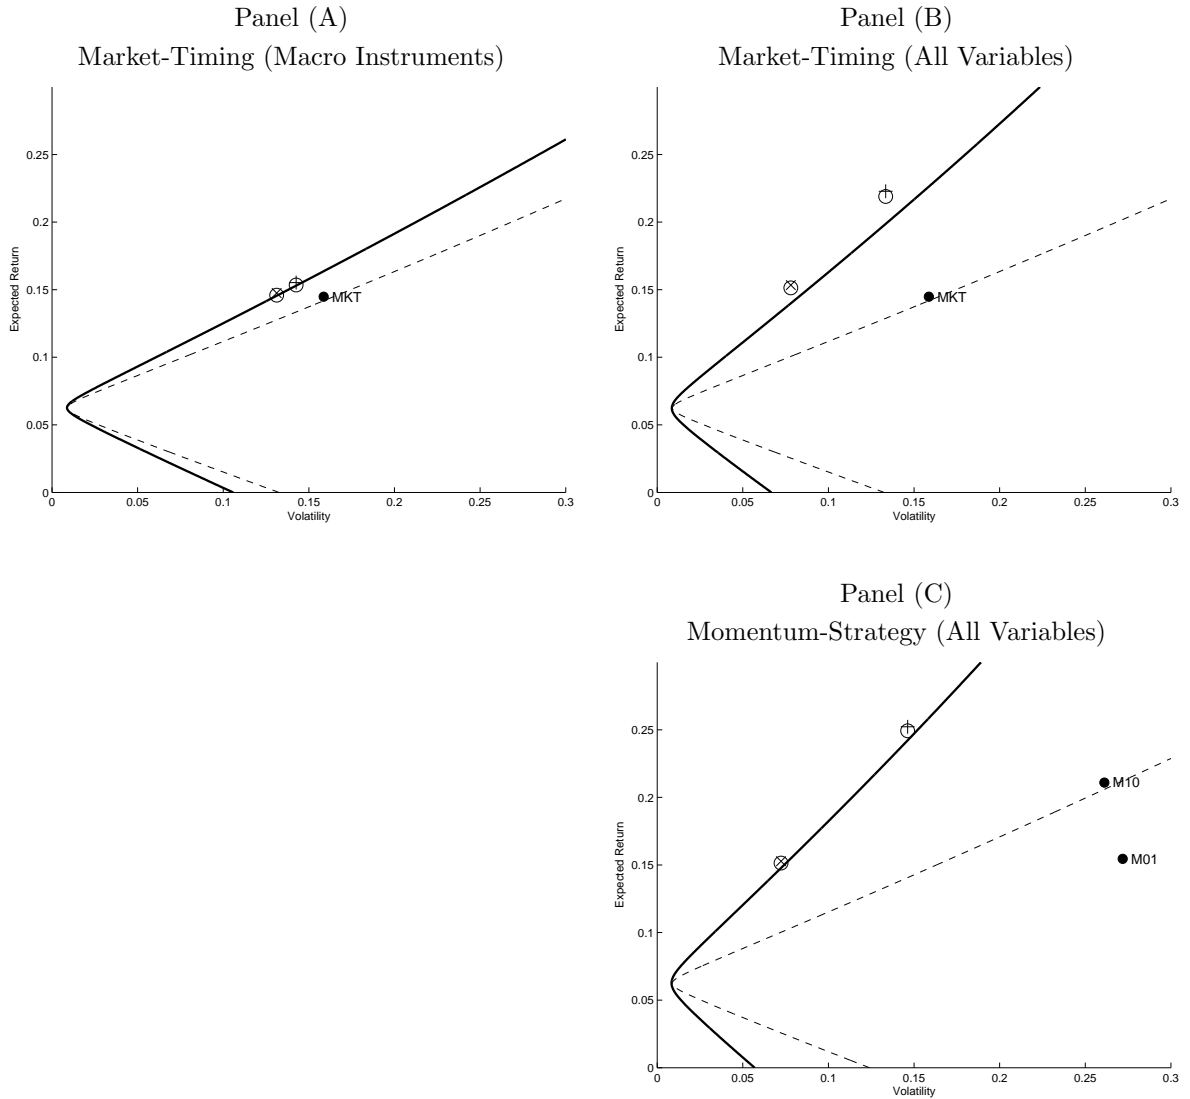 Panel (A)
Market-Timing (Macro Instruments)
0.25
0.2
0.15
0.1
0.05
0
Expected Return
MKT
0 0.05 0.1 0.15 0.2 0.25 0.3
Volatility
Panel (B)
Market-Timing (All Variables)
0.25
0.2
0.15
0.1
0.05
0
Expected Return
MKT
0 0.05 0.1 0.15 0.2 0.25 0.3
Volatility
Panel (C)
Momentum-Strategy (All Variables)
0.25
0.2
0.15
0.1
0.05
0
Expected Return
M10
M01
0 0.05 0.1 0.15 0.2 0.25 0.3
Volatility